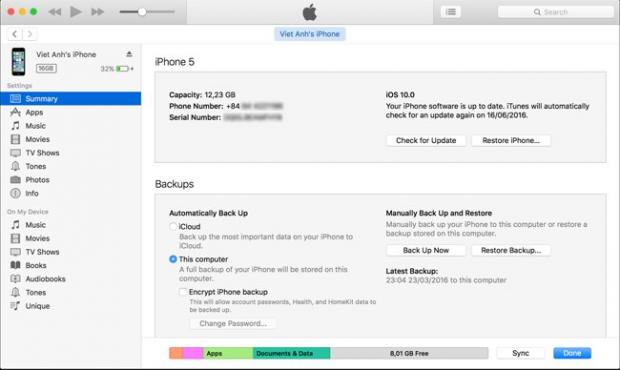 Search
Viet Anh's iPhone
Viet Anh's iPhone
16GB 32%
Settings
Summary
Apps
Music
Movies
TV Shows
Tones
Photos
Info
On My Device
Music
Movies
TV Shows
Books
Audiobooks
Tones
Unique
iPhone 5
Capacity: 12,23 GB
Phone Number: +84
Serial Number:
iOS 10.0
Your iPhone software is up to date. iTunes will automatically
check for an update again on 16/06/2016.
Check for Update Restore iPhone...
Backups
Automatically Back Up
iCloud
Back up the most important data on your iPhone to
iCloud.
This computer
A full backup of your iPhone will be stored on this
computer.
Encrypt iPhone backup
This will allow account passwords, Health, and HomeKit data to
be backed up.
Change Password...
Manually Back Up and Restore
Manually back up your iPhone to this computer or restore a
backup stored on this computer.
Back Up Now Restore Backup...
Latest Backup:
23:04 23/03/2016 to this computer
Apps Documents & Data 8,01 GB Free Sync Done